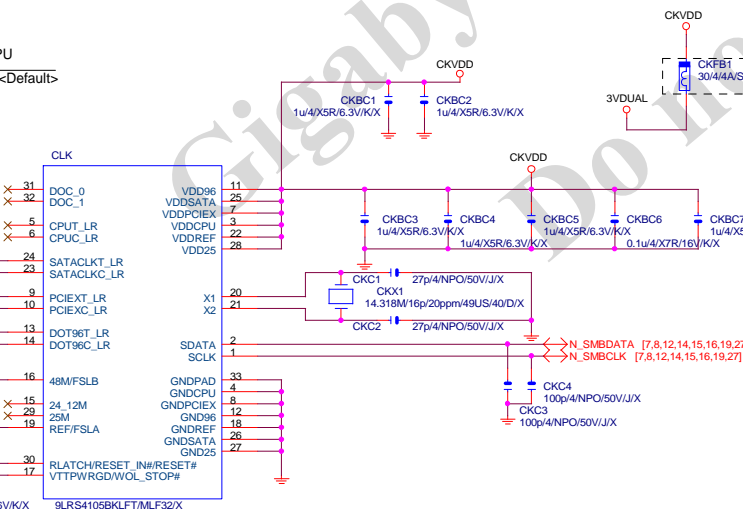 CKVDD
PU
<Default>
CKFB1
30/4/4A/S
CKVDD
3VDUAL
CKBC1
1u/4/X5R/6.3V/K/X
CKBC2
1u/4/X5R/6.3V/K/X
Gigaby
Do no
CLK
CKVDD
31 DOC_0
32 DOC_1
5 CPUT_LR
6 CPUC_LR
24 SATACLKT_LR
23 SATACLKC_LR
9 PCIEXT_LR
10 PCIEXC_LR
13 DOT96T_LR
14 DOT96C_LR
16 48M/FSLB
15 24_12M
29 25M
19 REF/FSLA
30 RLATCH/RESET_IN#/RESET#
17 VTTPWRGD/WOL_STOP#
VDD96 11
VDDSATA 25
VDDPCIEX 7
VDDCPU 3
VDDREF 22
VDD25 28
X1 20
X2 21
SDATA 2
SCLK 1
GNDPAD 33
GNDCPU 4
GNDPCIEX 8
GND96 12
GNDREF 18
GNDSATA 26
GND25 27
CKBC3
1u/4/X5R/6.3V/K/X
CKBC4
1u/4/X5R/6.3V/K/X
CKBC5
1u/4/X5R/6.3V/K/X
CKBC6
0.1u/4/X7R/16V/K/X
CKBC7
1u/4/X5
CKC1 27p/4/NPO/50V/J/X
CKX1
14.318M/16p/20ppm/49US/40/D/X
CKC2 27p/4/NPO/50V/J/X
N_SMBDATA [7,8,12,14,15,16,19,27]
N_SMBCLK [7,8,12,14,15,16,19,27]
CKC4
100p/4/NPO/50V/J/X
CKC3
100p/4/NPO/50V/J/X
6V/K/X
9LRS4105BKLFT/MLF32/X